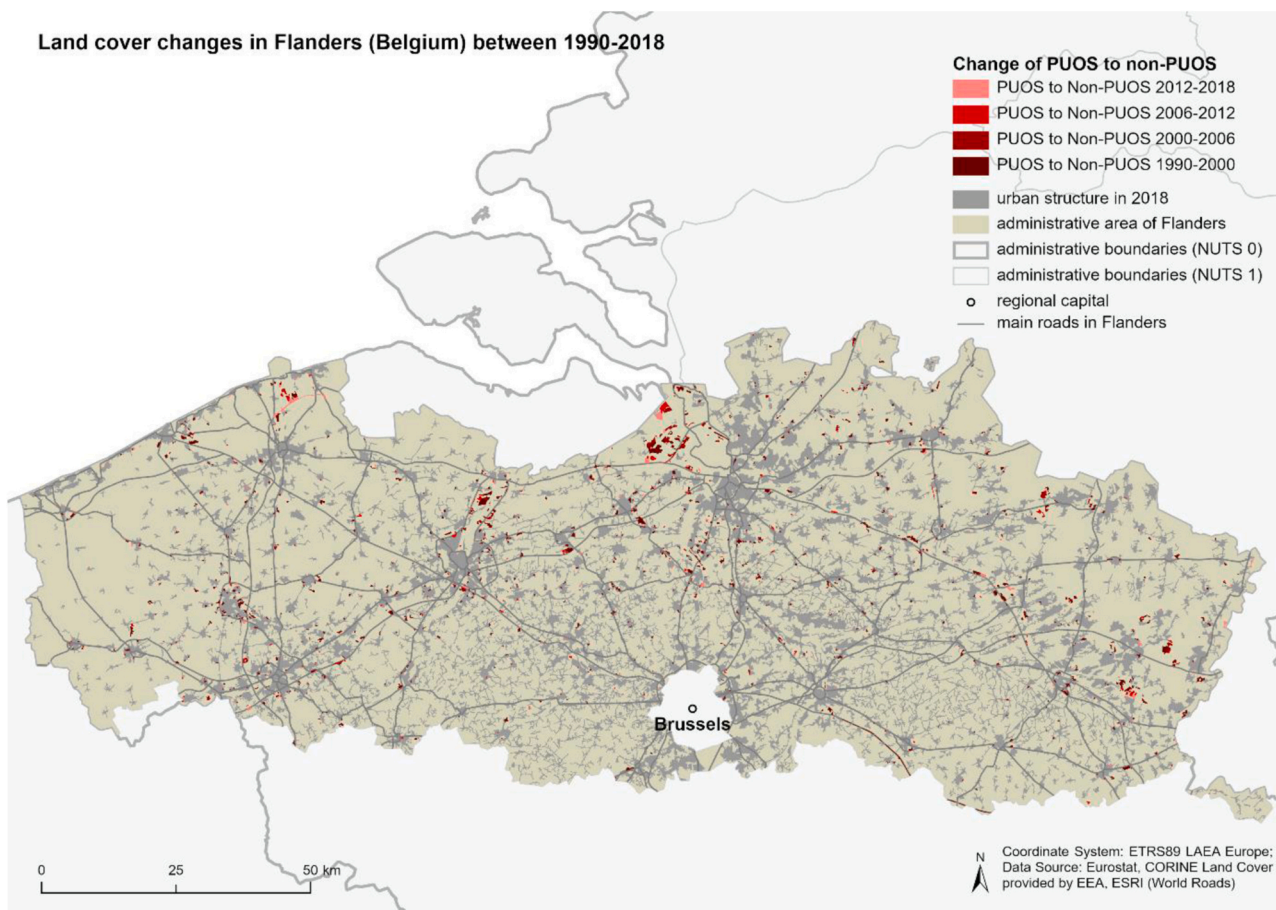 Land cover changes in Flanders (Belgium) between 1990-2018
Change of PUOS to non-PUOS
PUOS to Non-PUOS 2012-2018
PUOS to Non-PUOS 2006-2012
PUOS to Non-PUOS 2000-2006
PUOS to Non-PUOS 1990-2000
urban structure in 2018
administrative area of Flanders
administrative boundaries (NUTS 0)
administrative boundaries (NUTS 1)
regional capital
main roads in Flanders
Brussels
0 25 50 km
N
Coordinate System: ETRS89 LAEA Europe;
Data Source: Eurostat, CORINE Land Cover
provided by EEA, ESRI (World Roads)